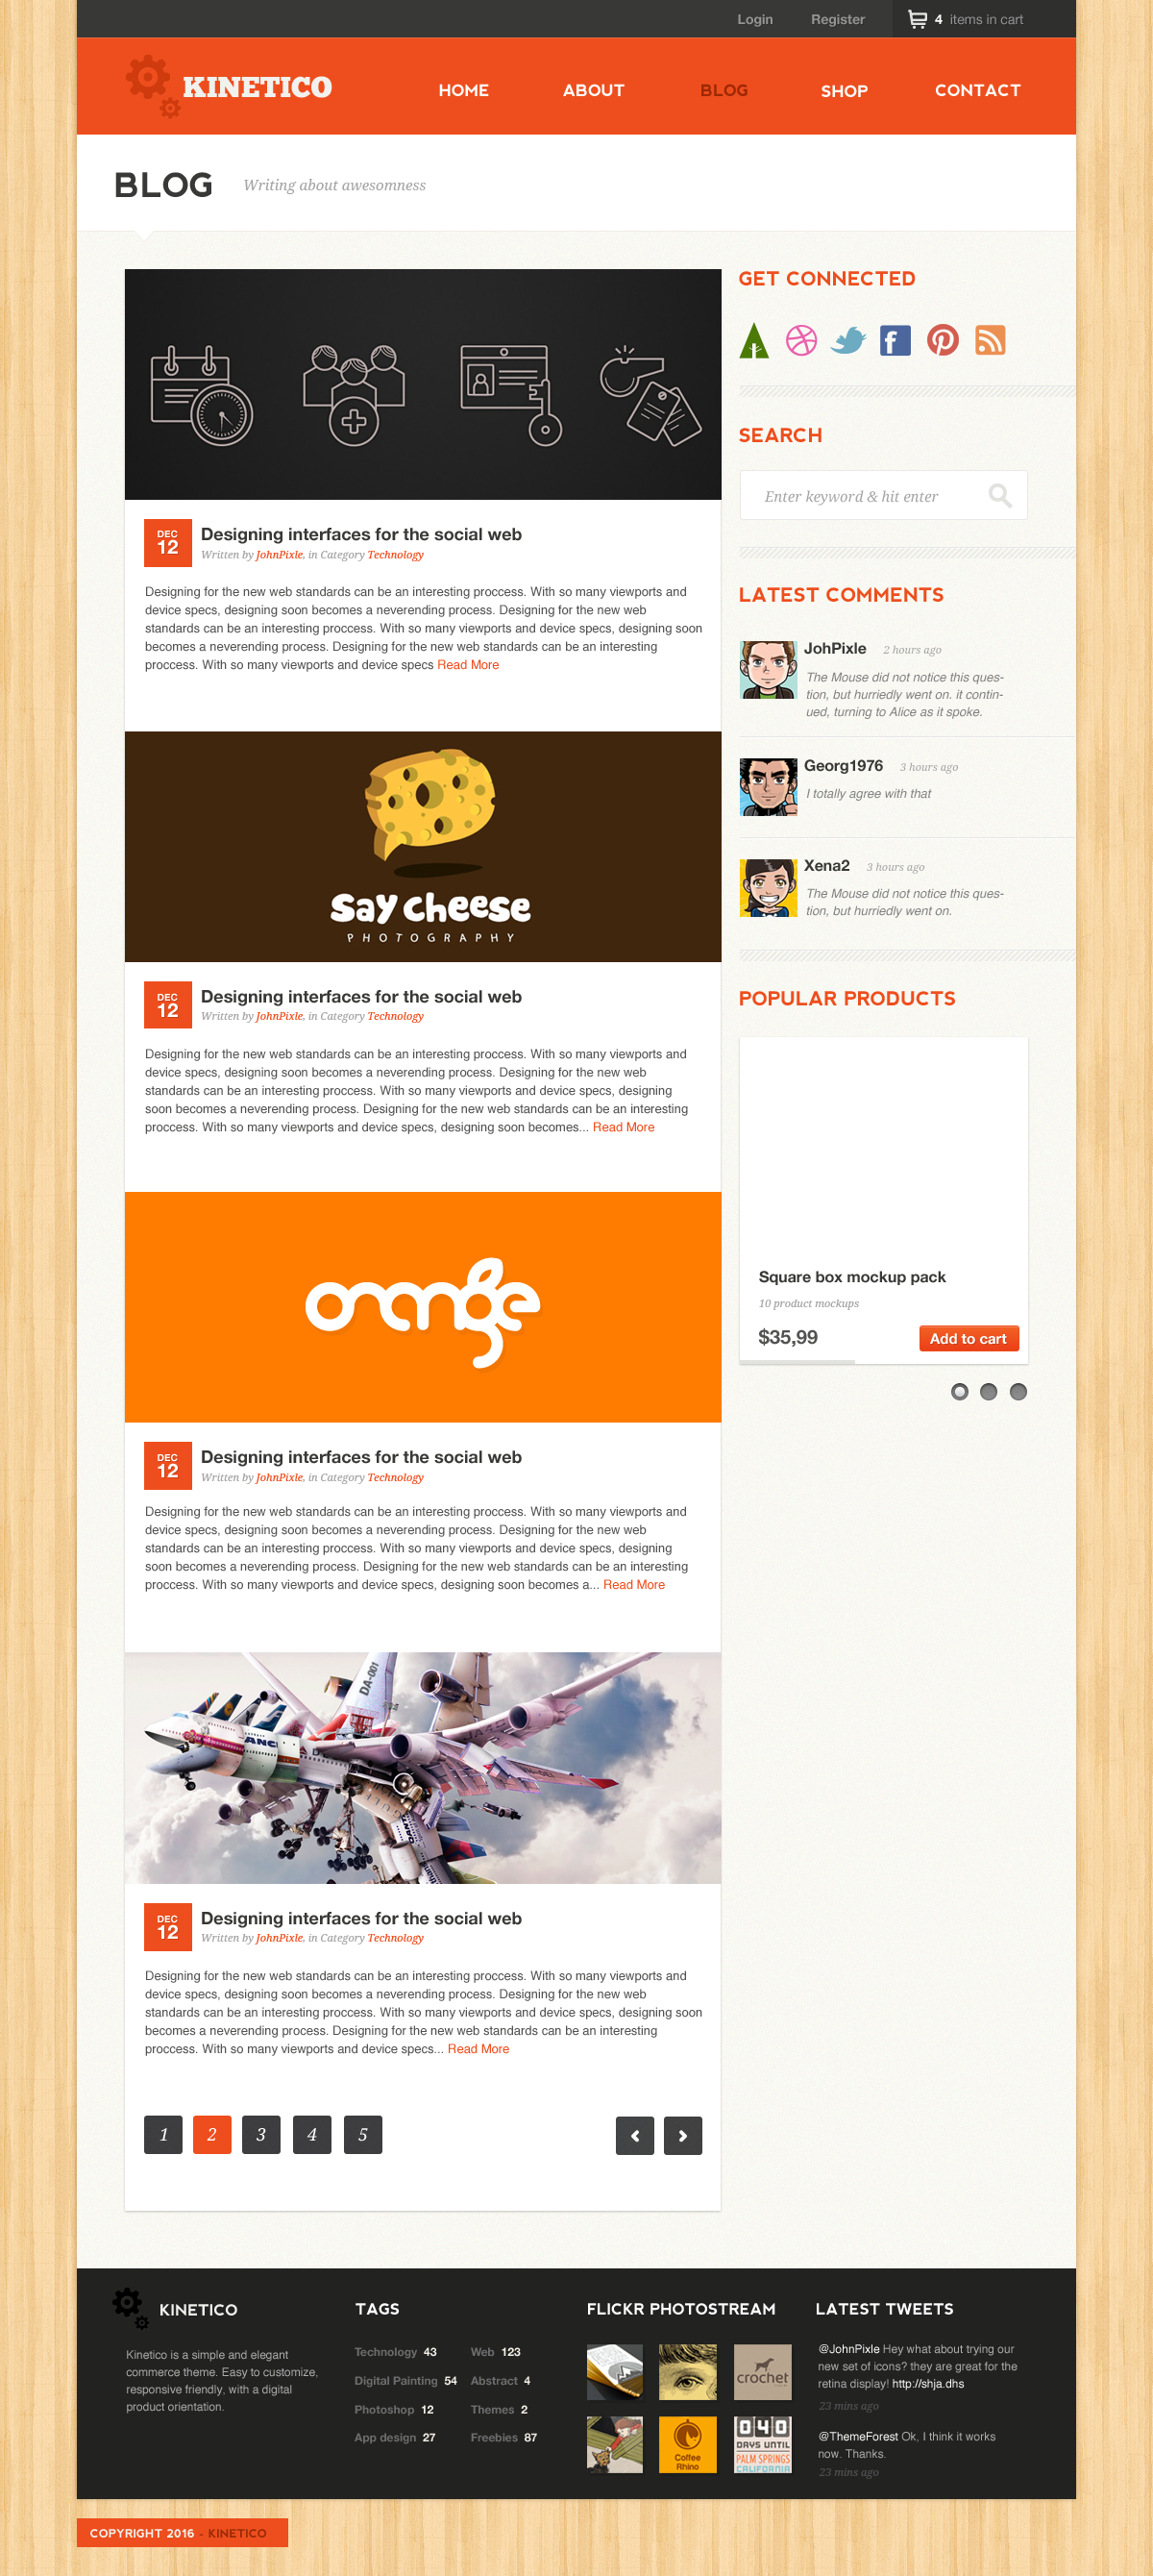 Login Register 4 items in cart
KINETICO
HOME ABOUT BLOG SHOP CONTACT
BLOG Writing about awesomness
Designing interfaces for the social web
DEC
12
Written by JohnPixle, in Category Technology
Designing for the new web standards can be an interesting proccess. With so many viewports and
device specs, designing soon becomes a neverending process. Designing for the new web
standards can be an interesting proccess. With so many viewports and device specs, designing soon
becomes a neverending process. Designing for the new web standards can be an interesting
proccess. With so many viewports and device specs Read More
Say cheese
PHOTOGRAPHY
DEC
12
Designing interfaces for the social web
Written by JohnPixle, in Category Technology
Designing for the new web standards can be an interesting proccess. With so many viewports and
device specs, designing soon becomes a neverending process. Designing for the new web
standards can be an interesting proccess. With so many viewports and device specs, designing
soon becomes a neverending process. Designing for the new web standards can be an interesting
proccess. With so many viewports and device specs, designing soon becomes... Read More
orange
DEC
12
Designing interfaces for the social web
Written by JohnPixle, in Category Technology
Designing for the new web standards can be an interesting proccess. With so many viewports and
device specs, designing soon becomes a neverending process. Designing for the new web
standards can be an interesting proccess. With so many viewports and device specs, designing
soon becomes a neverending process. Designing for the new web standards can be an interesting
proccess. With so many viewports and device specs, designing soon becomes a... Read More
DA-001
DEC
12
Designing interfaces for the social web
Written by JohnPixle, in Category Technology
Designing for the new web standards can be an interesting proccess. With so many viewports and
device specs, designing soon becomes a neverending process. Designing for the new web
standards can be an interesting proccess. With so many viewports and device specs, designing soon
becomes a neverending process. Designing for the new web standards can be an interesting
proccess. With so many viewports and device specs... Read More
1 2 3 4 5
GET CONNECTED
SEARCH
Enter keyword & hit enter
LATEST COMMENTS
JohPixle 2 hours ago
The Mouse did not notice this ques-
tion, but hurriedly went on. it contin-
ued, turning to Alice as it spoke.
Georg1976 3 hours ago
I totally agree with that
Xena2 3 hours ago
The Mouse did not notice this ques-
tion, but hurriedly went on.
POPULAR PRODUCTS
Square box mockup pack
10 product mockups
$35,99 Add to cart
KINETICO
Kinetico is a simple and elegant
commerce theme. Easy to customize,
responsive friendly, with a digital
product orientation.
TAGS
Technology 43 Web 123
Digital Painting 54 Abstract 4
Photoshop 12 Themes 2
App design 27 Freebies 87
FLICKR PHOTOSTREAM
crochet
Coffee
Rhino
040
DAYS UNTIL
PALM SPRINGS
CALIFORNIA
LATEST TWEETS
@JohnPixle Hey what about trying our
new set of icons? they are great for the
retina display! http://shja.dhs
23 mins ago
@ThemeForest Ok, I think it works
now. Thanks.
23 mins ago
COPYRIGHT 2016 - KINETICO